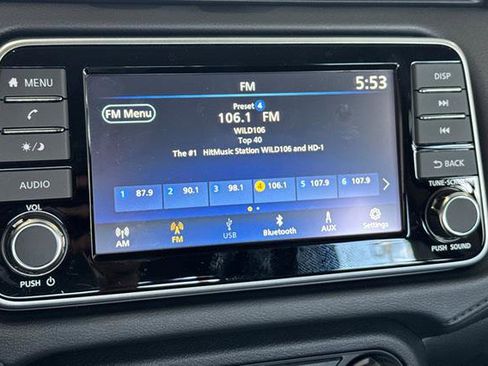 MENU
AUDIO
VOL
PUSH
FM
5:53
FM Menu
Preset 4
106.1 FM
WILD106
Top 40
The #1 HitMusic Station WiLD106 and HD-1
1 87.9 2 90.1 3 98.1 4 106.1 5 107.9 6 107.9
AM FM USB Bluetooth AUX Settings
DISP
BACK
TUNE-SCROLL
PUSH SOUND